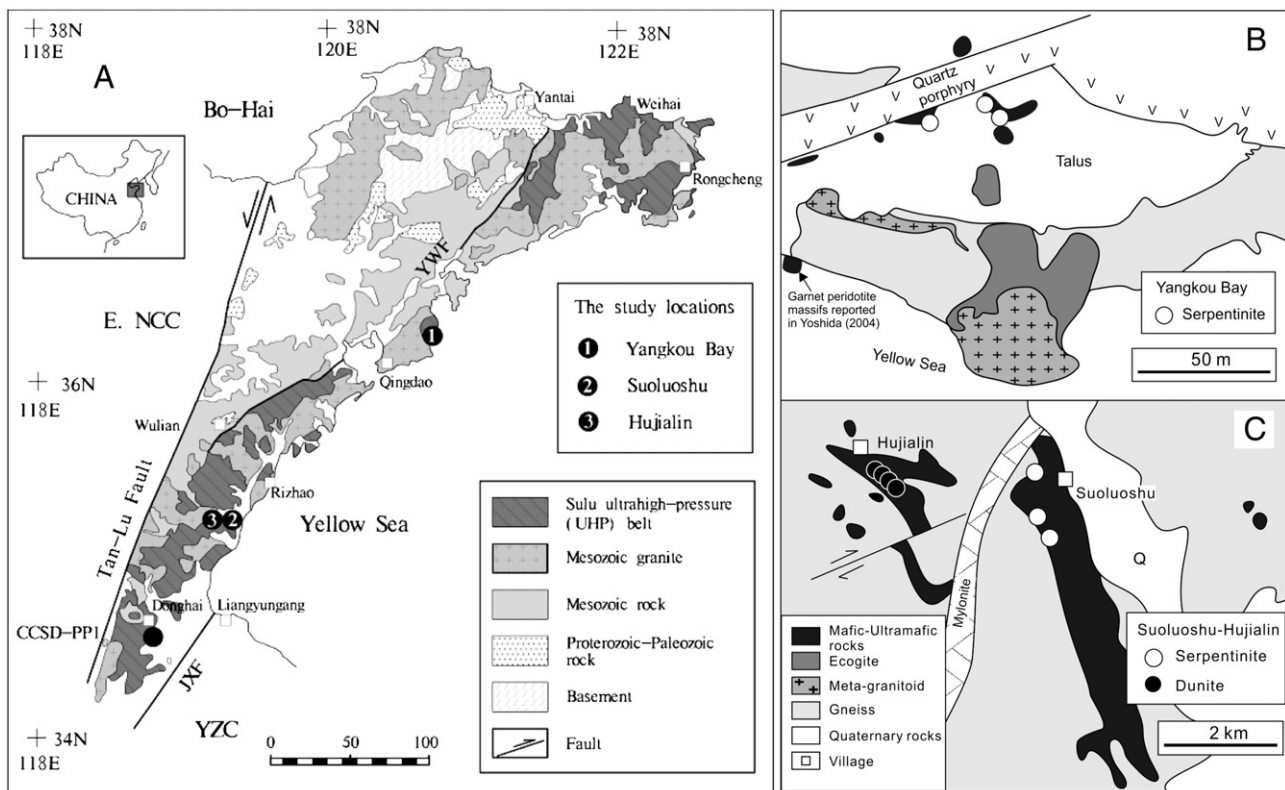 38N
118E
38N
120E
38N
122E
A
Bo-Hai
Yantai
Weihai
Rongcheng
CHINA
YWF
E. NCC
The study locations
1 Yangkou Bay
2 Suoluoshu
3 Hujialin
1
Qingdao
36N
118E
Wulian
Tan-Lu Fault
Rizhao
3 2
Yellow Sea
Donghai
Liangyungang
CCSD-PP1
JXF
YZC
34N
118E
0 50 100
Sulu ultrahigh-pressure
(UHP) belt
Mesozoic granite
Mesozoic rock
Proterozoic-Paleozoic
rock
Basement
Fault
B
Quartz
porphyry
V V V V V V V V V V V V
Talus
Garnet peridotite
massifs reported
in Yoshida (2004)
Yellow Sea
Yangkou Bay
Serpentinite
50 m
C
Hujialin
Suoluoshu
Mylonite
Q
Mafic-Ultramafic
rocks
Ecogite
Meta-granitoid
Gneiss
Quaternary rocks
Village
Suoluoshu-Hujialin
Serpentinite
Dunite
2 km